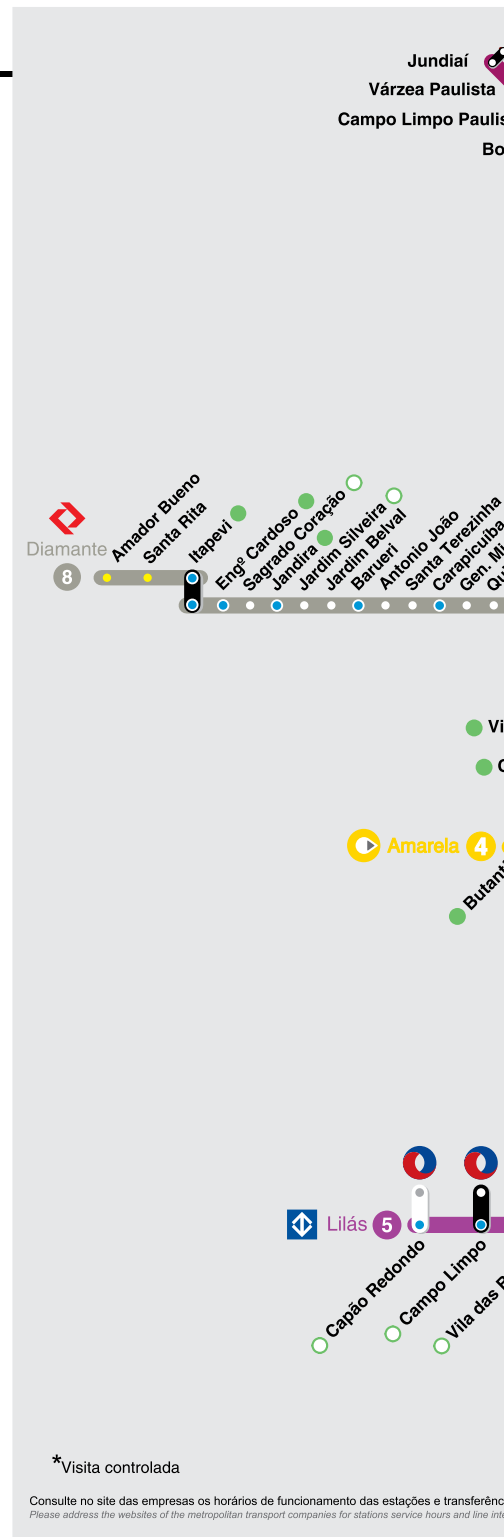 Jundiaí
Várzea Paulista
Campo Limpo
Diamante
8
Amador Bueno
Santa Rita
Itapevi
Engº Cardoso
Sagrado Coração
Jandira
Jardim Silveira
Jardim Belval
Barueri
Antonio João
Santa Terezinha
Carapicuíba
Gen.
Amarela 4
Lilás 5
Capão Redondo
Campo Limpo
Vila das
*Visita controlada
Consulte no site das empresas os horários de funcionamento das estações e
Please address the websites of the metropolitan transport companies for stations service hours and line